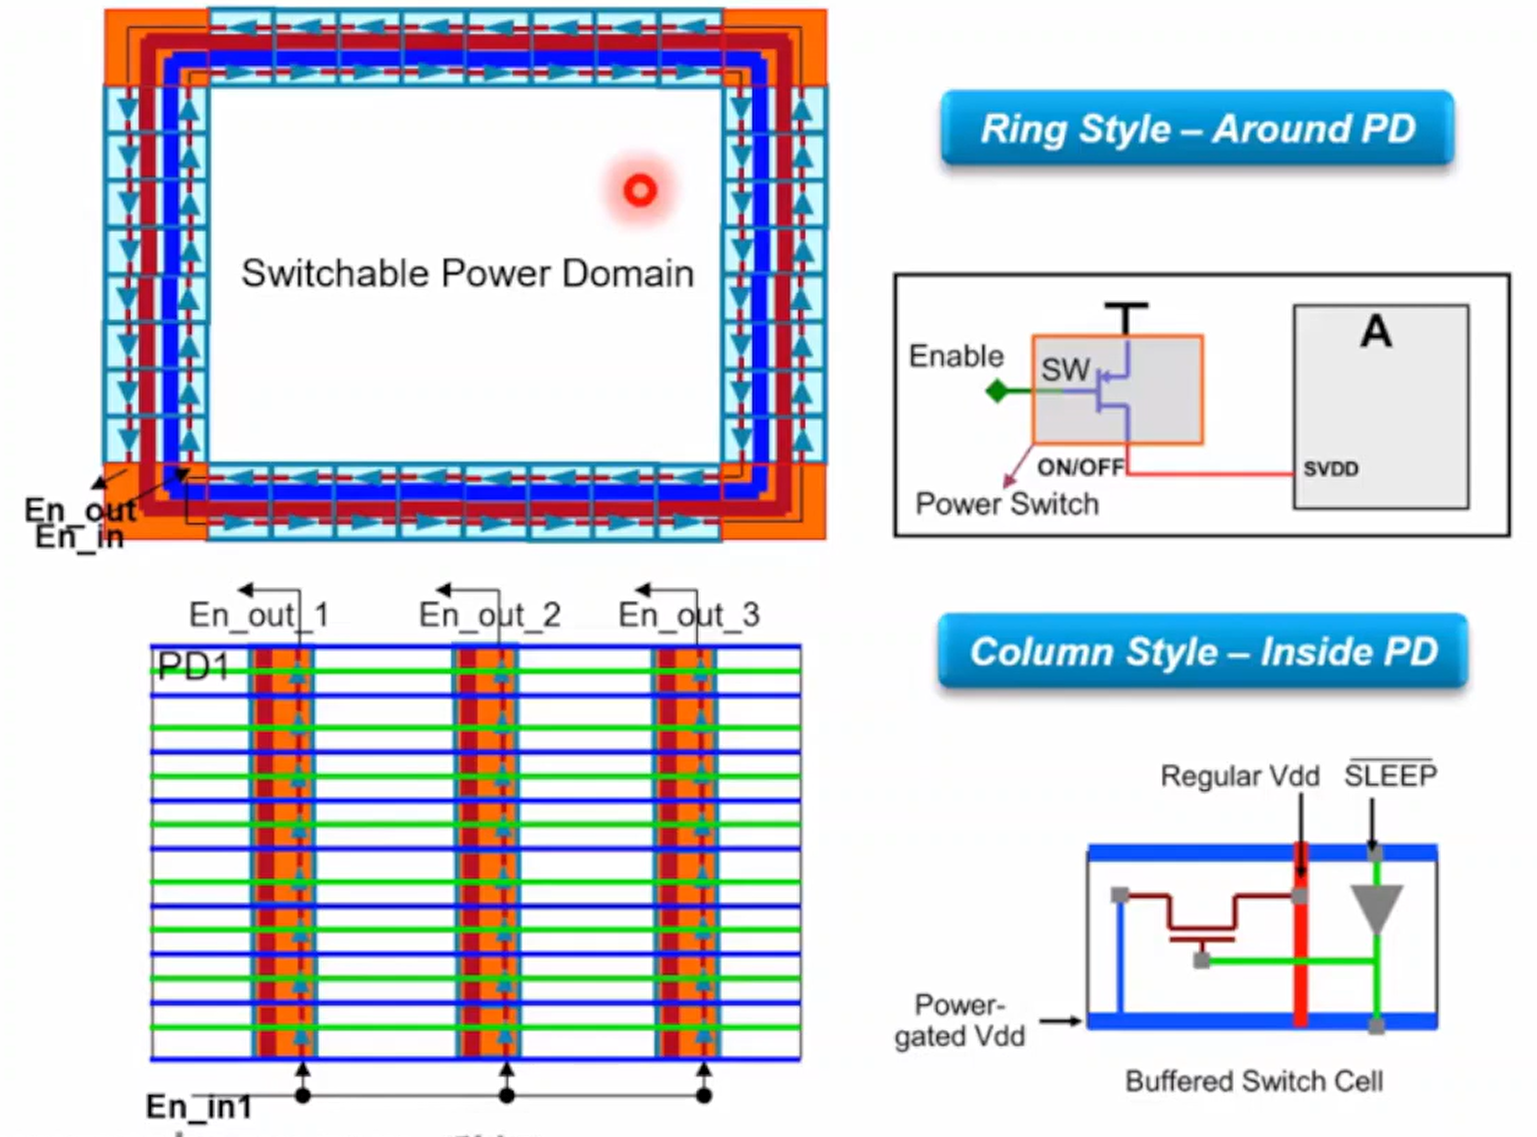 Ring Style – Around PD
Switchable Power Domain
A
Enable
SW
ON/OFF
SVDD
Power Switch
En_out
En_in
En_out_1
En_out_2
En_out_3
PD1
Column Style – Inside PD
Regular Vdd
SLEEP
Power-
gated Vdd
Buffered Switch Cell
En_in1